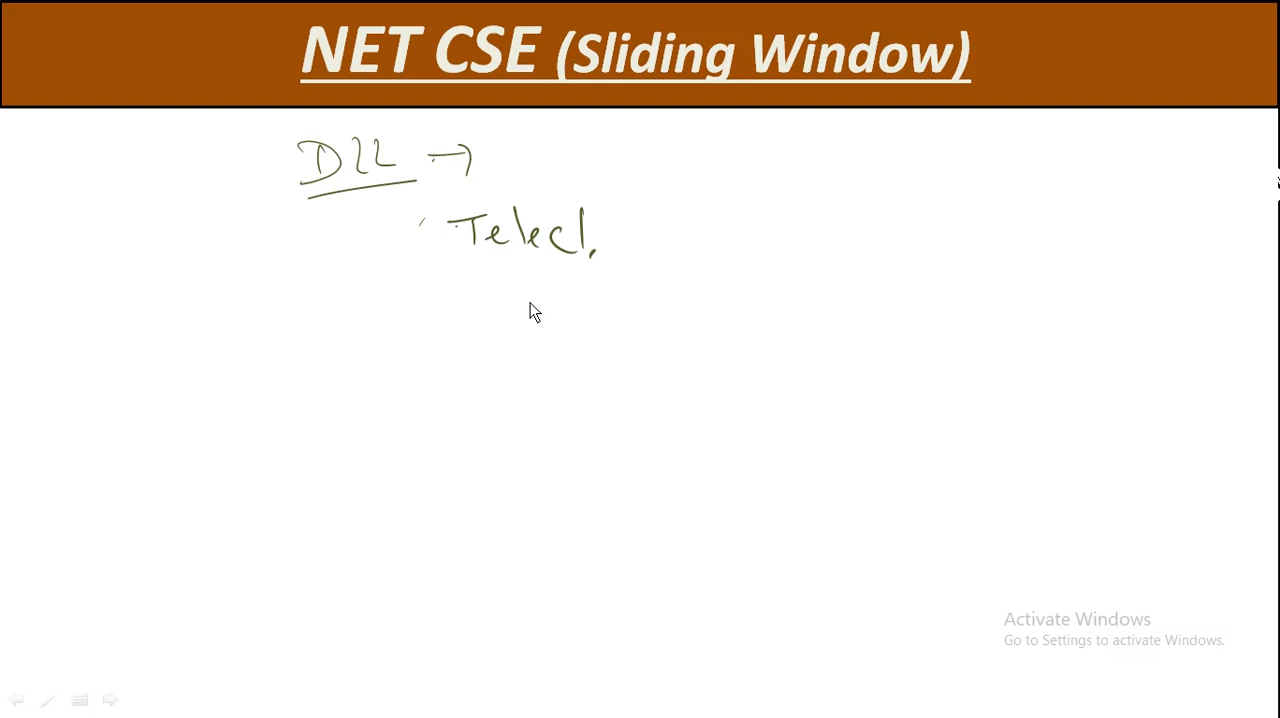 NET CSE (Sliding Window)
DLL →
Telecl.
Activate Windows
Go to Settings to activate Windows.